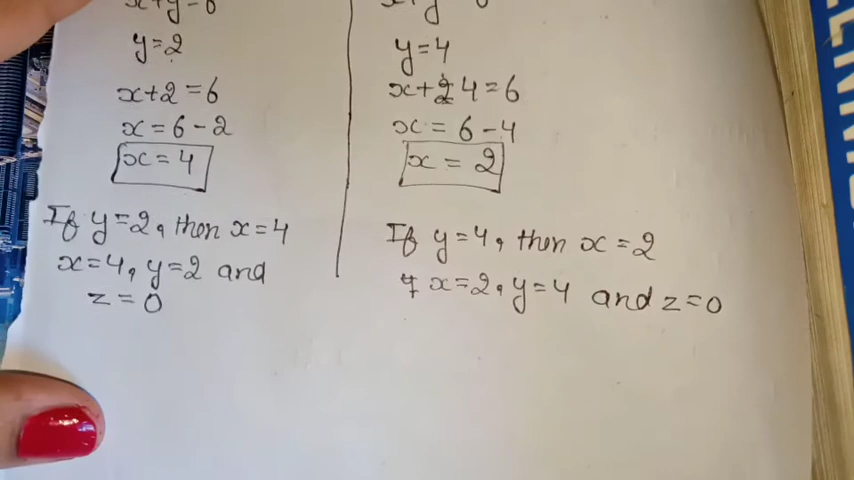 y=2
x+2=6
x=6-2
x=4
If y=2, then x=4
x=4, y=2 and
z=0
y=4
x+4=6
x=6-4
x=2
If y=4, then x=2
x=2, y=4 and z=0